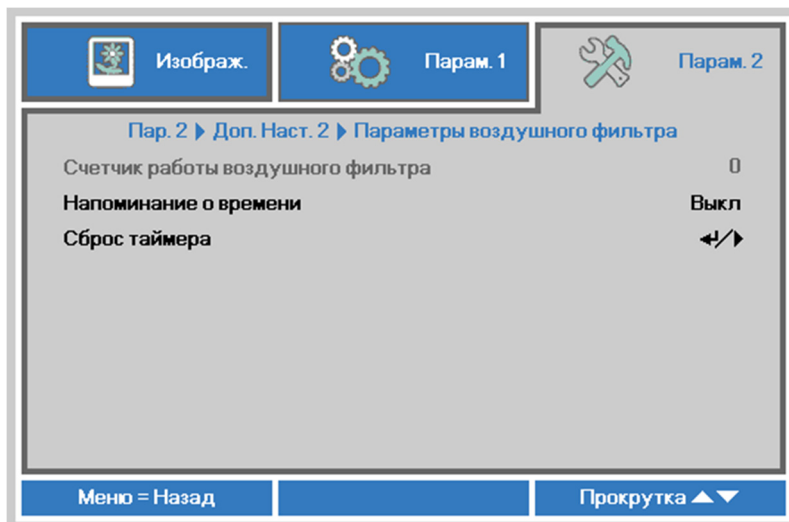 Изображ. Парам. 1 Парам. 2
Пар. 2 ▶ Доп. Наст. 2 ▶ Параметры воздушного фильтра
Счетчик работы воздушного фильтра 0
Напоминание о времени Выкл
Сброс таймера ↵/▶
Меню = Назад Прокрутка ▲▼